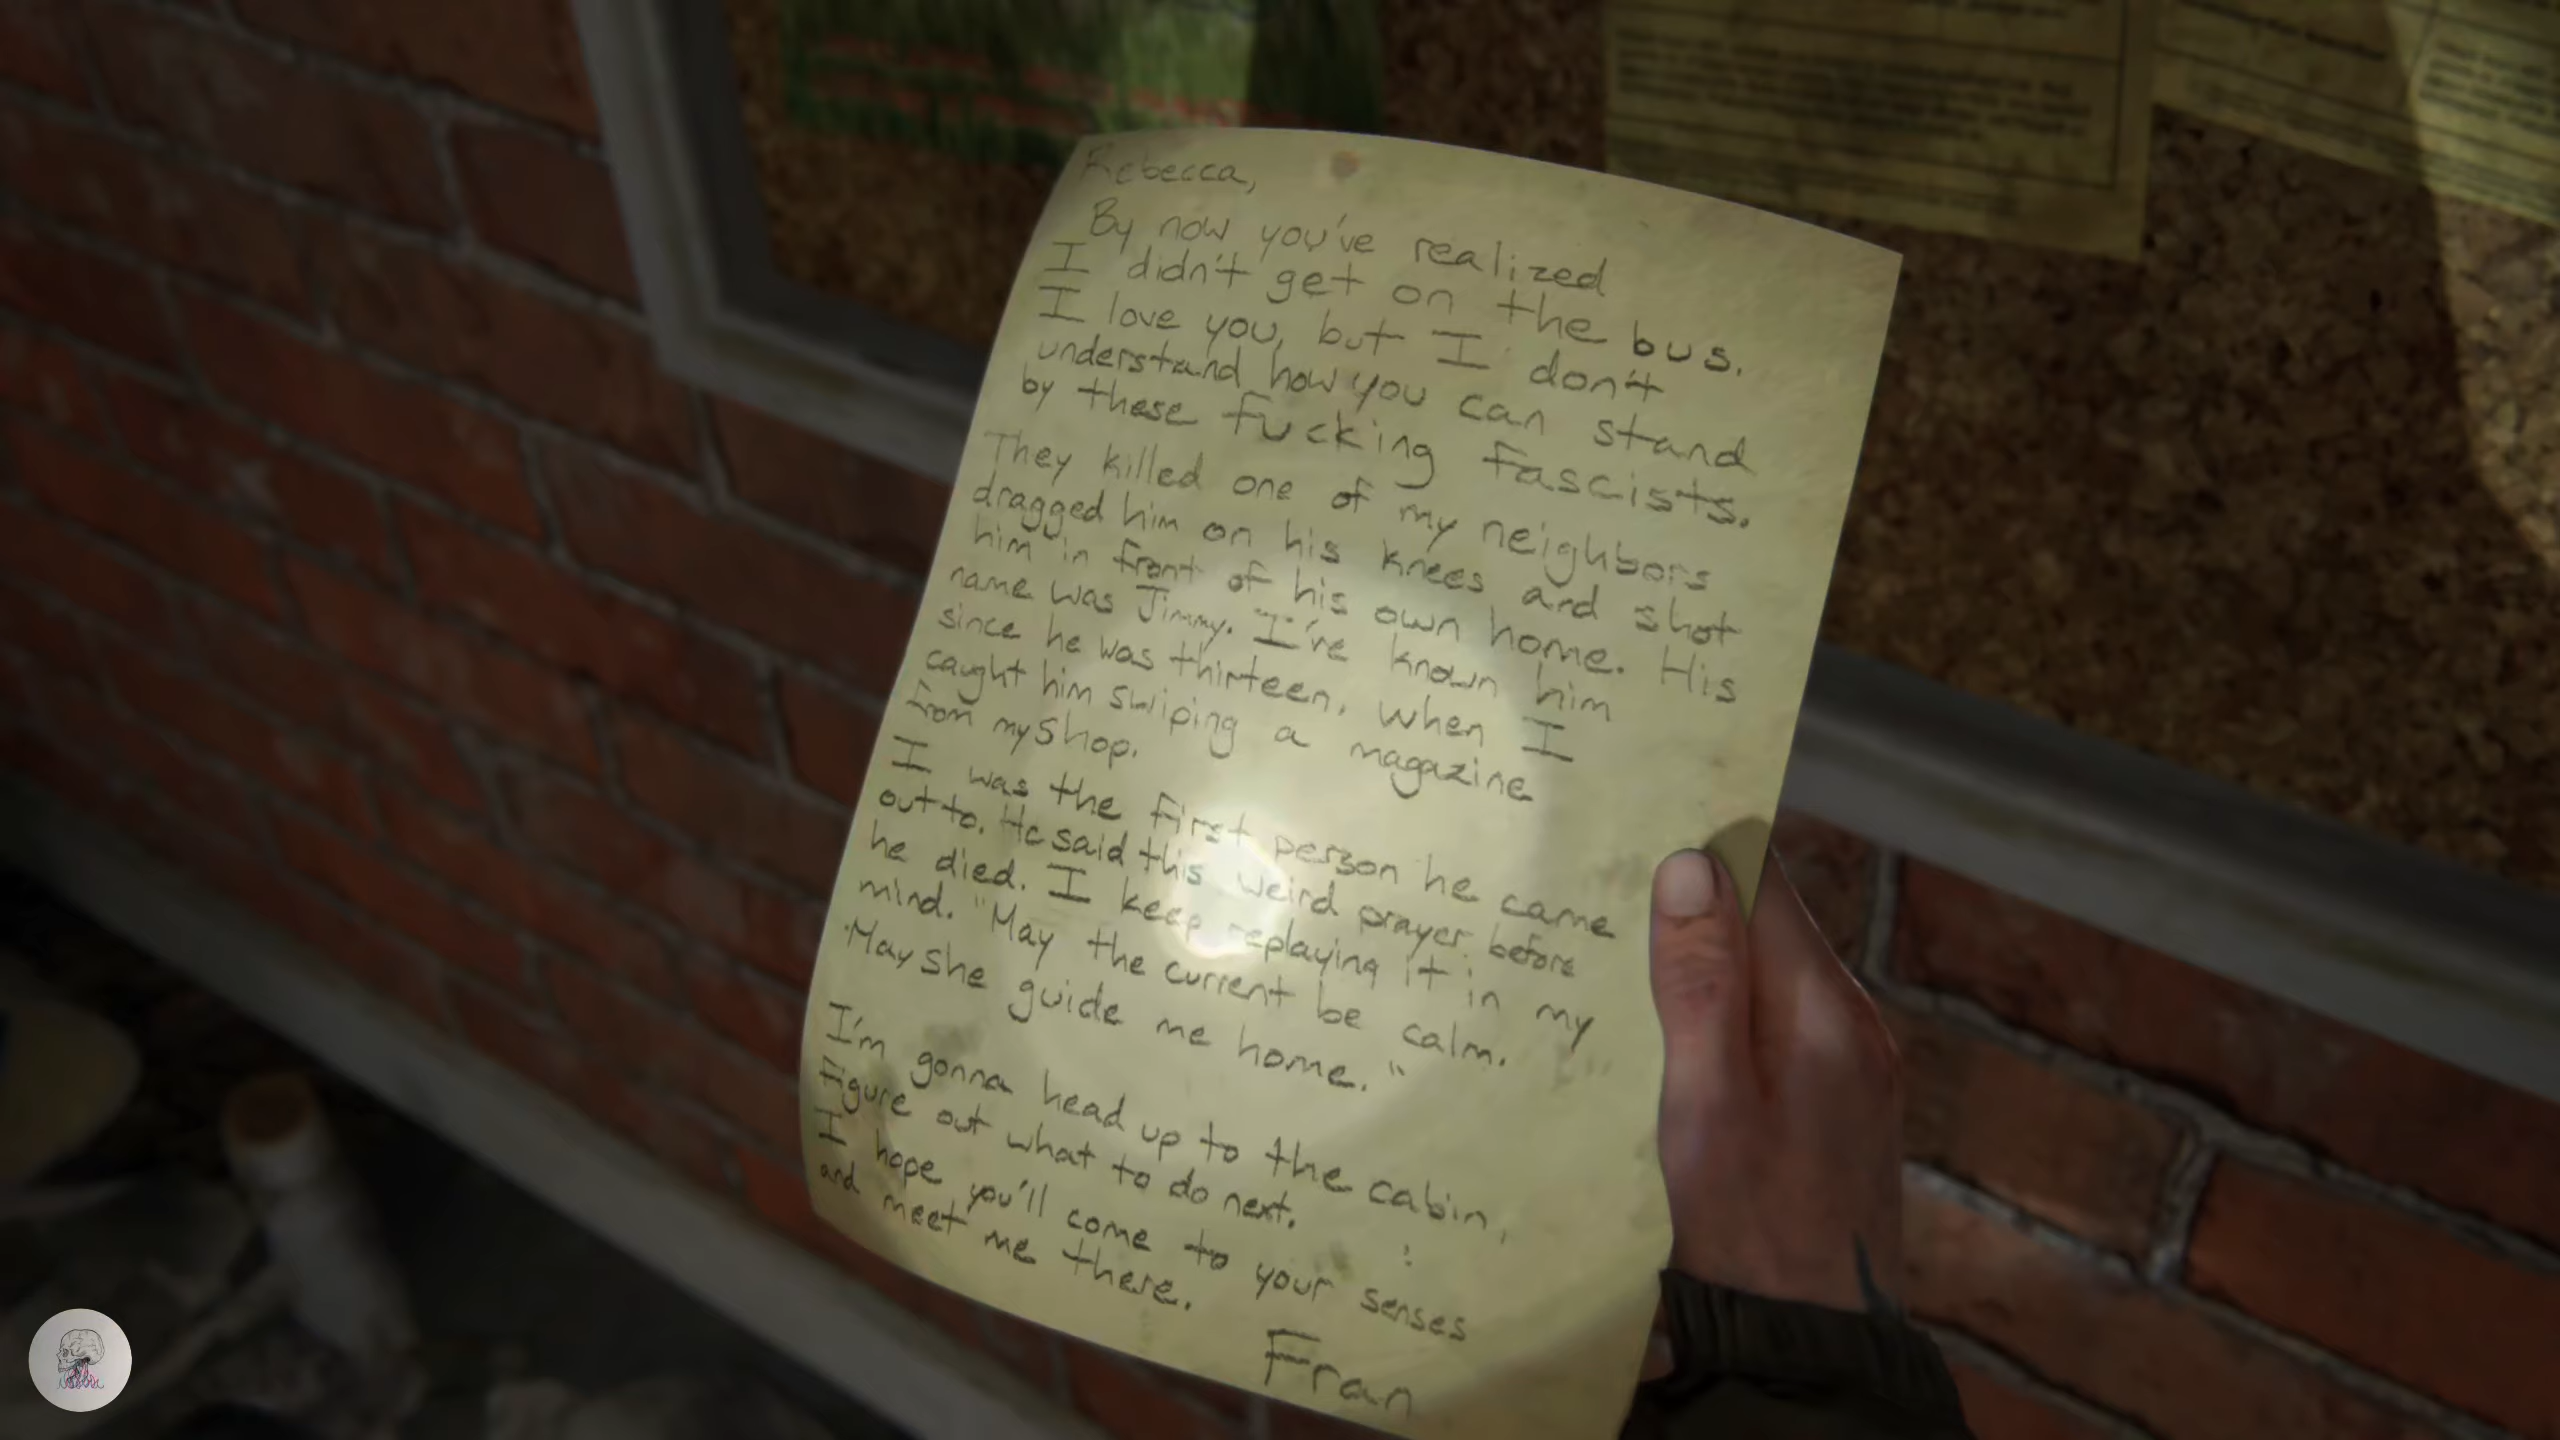 Rebecca,
By now you've realized
I didn't get on the bus.
I love you, but I don't
understand how you can stand
by these fucking fascists.
They killed one of my neighbors
dragged him on his knees and shot
him in front of his own home. His
name was Jimmy. I've known him
since he was thirteen, when I
caught him swiping a magazine
from my shop.
I was the first person he came
out to. He said this weird prayer before
he died. I keep replaying it in my
mind. "May the current be calm.
May she guide me home."
I'm gonna head up to the cabin,
figure out what to do next.
I hope you'll come to your senses
and meet me there.
Fran